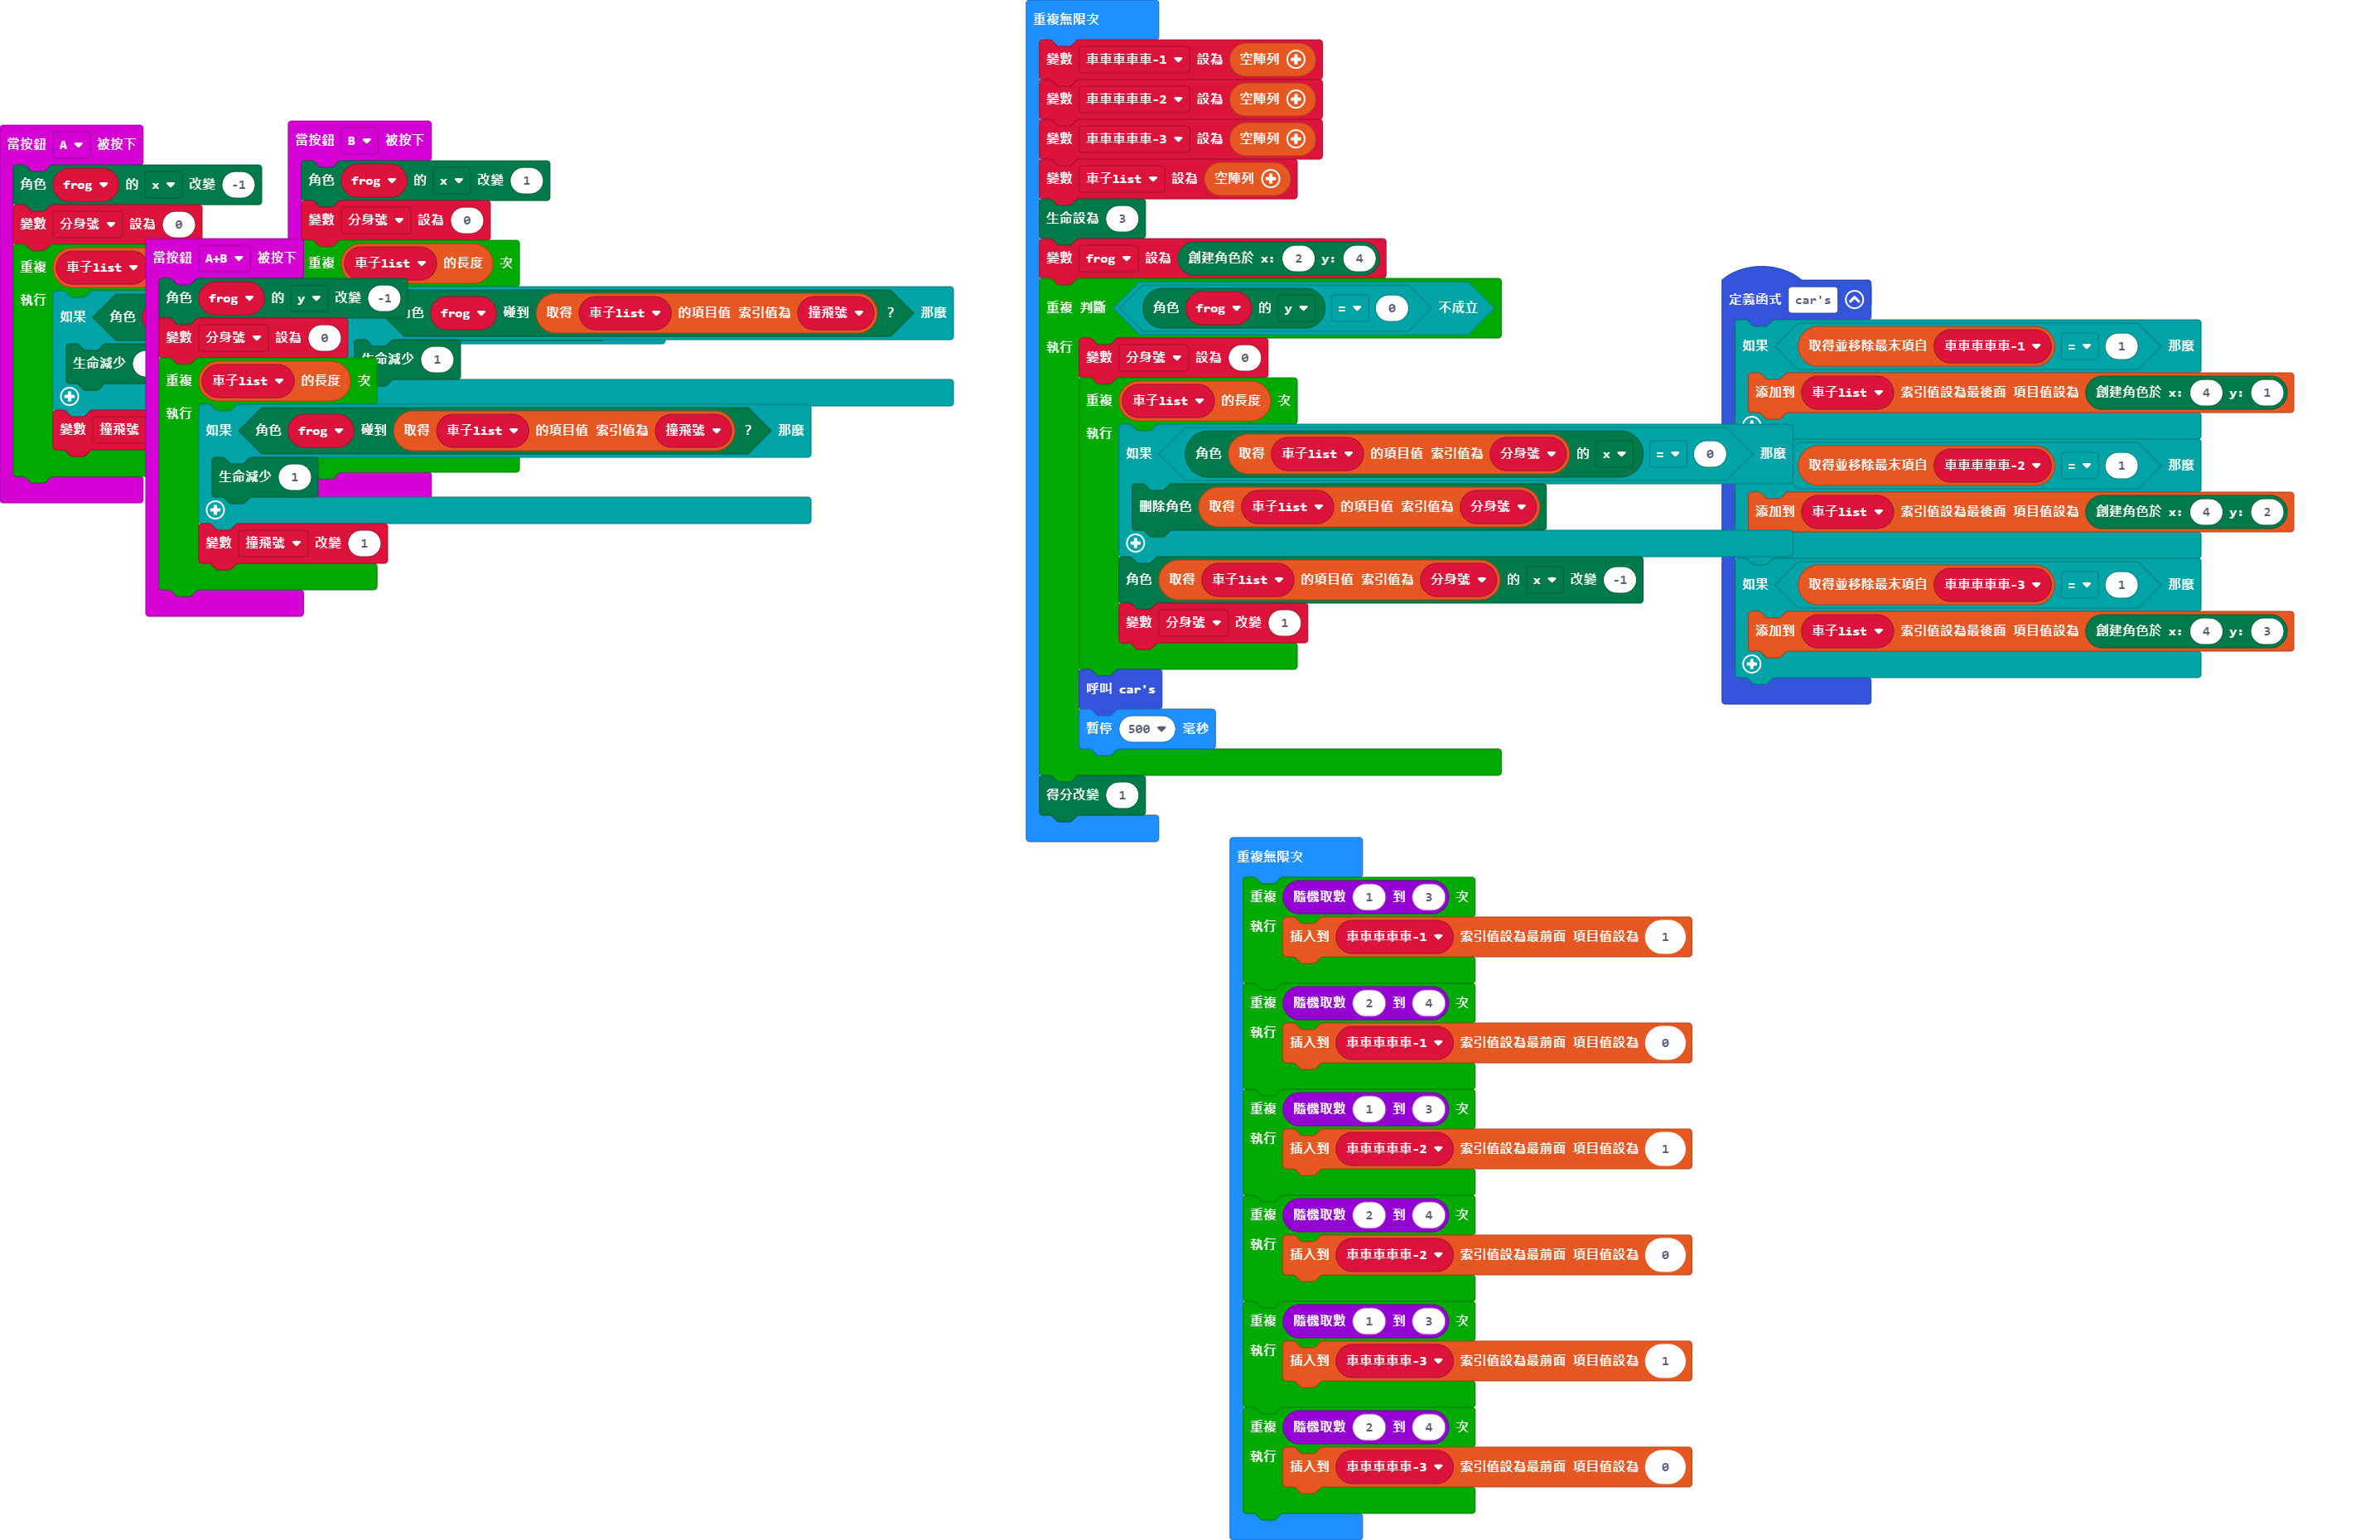 當按鈕 A 被按下
角色 frog 的 x 改變 -1
變數 分身號 設為 0
重複 車子list
執行
如果 角色
生命減少
變數 撞飛號
當按鈕 B 被按下
角色 frog 的 x 改變 1
變數 分身號 設為 0
重複 車子list 的長度 次
frog 碰到 取得 車子list 的項目值 索引值為 撞飛號 ? 那麼
生命減少 1
當按鈕 A+B 被按下
角色 frog 的 y 改變 -1
變數 分身號 設為 0
重複 車子list 的長度 次
執行
如果 角色 frog 碰到 取得 車子list 的項目值 索引值為 撞飛號 ? 那麼
生命減少 1
變數 撞飛號 改變 1
重複無限次
變數 車車車車車-1 設為 空陣列
變數 車車車車車-2 設為 空陣列
變數 車車車車車-3 設為 空陣列
變數 車子list 設為 空陣列
生命設為 3
變數 frog 設為 創建角色於 x: 2 y: 4
重複 判斷 角色 frog 的 y = 0 不成立
執行
變數 分身號 設為 0
重複 車子list 的長度 次
執行
如果 角色 取得 車子list 的項目值 索引值為 分身號 的 x = 0 那麼
刪除角色 取得 車子list 的項目值 索引值為 分身號
角色 取得 車子list 的項目值 索引值為 分身號 的 x 改變 -1
變數 分身號 改變 1
呼叫 car's
暫停 500 毫秒
得分改變 1
定義函式 car's
如果 取得並移除最末項自 車車車車車-1 = 1 那麼
添加到 車子list 索引值設為最後面 項目值設為 創建角色於 x: 4 y: 1
取得並移除最末項自 車車車車車-2 = 1 那麼
添加到 車子list 索引值設為最後面 項目值設為 創建角色於 x: 4 y: 2
如果 取得並移除最末項自 車車車車車-3 = 1 那麼
添加到 車子list 索引值設為最後面 項目值設為 創建角色於 x: 4 y: 3
重複無限次
重複 隨機取數 1 到 3 次
執行 插入到 車車車車車-1 索引值設為最前面 項目值設為 1
重複 隨機取數 2 到 4 次
執行 插入到 車車車車車-1 索引值設為最前面 項目值設為 0
重複 隨機取數 1 到 3 次
執行 插入到 車車車車車-2 索引值設為最前面 項目值設為 1
重複 隨機取數 2 到 4 次
執行 插入到 車車車車車-2 索引值設為最前面 項目值設為 0
重複 隨機取數 1 到 3 次
執行 插入到 車車車車車-3 索引值設為最前面 項目值設為 1
重複 隨機取數 2 到 4 次
執行 插入到 車車車車車-3 索引值設為最前面 項目值設為 0